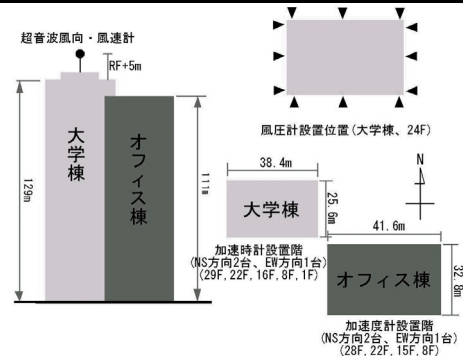 超音波風向・風速計
RF+5m
大学棟
オフィス棟
129m
111m
風圧計設置位置(大学棟、24F)
38.4m
25.6m
大学棟
N
41.6m
32.8m
オフィス棟
加速時計設置階
(NS方向2台、EW方向1台)
(29F,22F,16F,8F,1F)
加速度計設置階
(NS方向2台、EW方向1台)
(28F,22F,15F,8F)